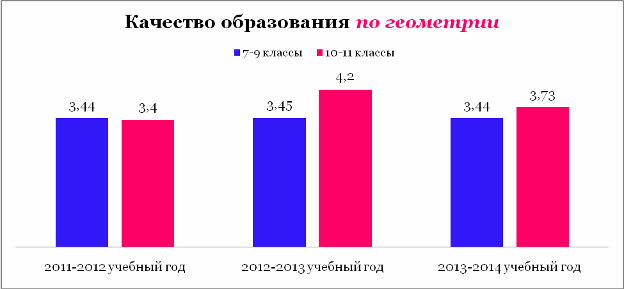 Качество образования по геометрии
7-9 классы 10-11 классы
3,44 3,4 3,45 4,2 3,44 3,73
2011-2012 учебный год 2012-2013 учебный год 2013-2014 учебный год